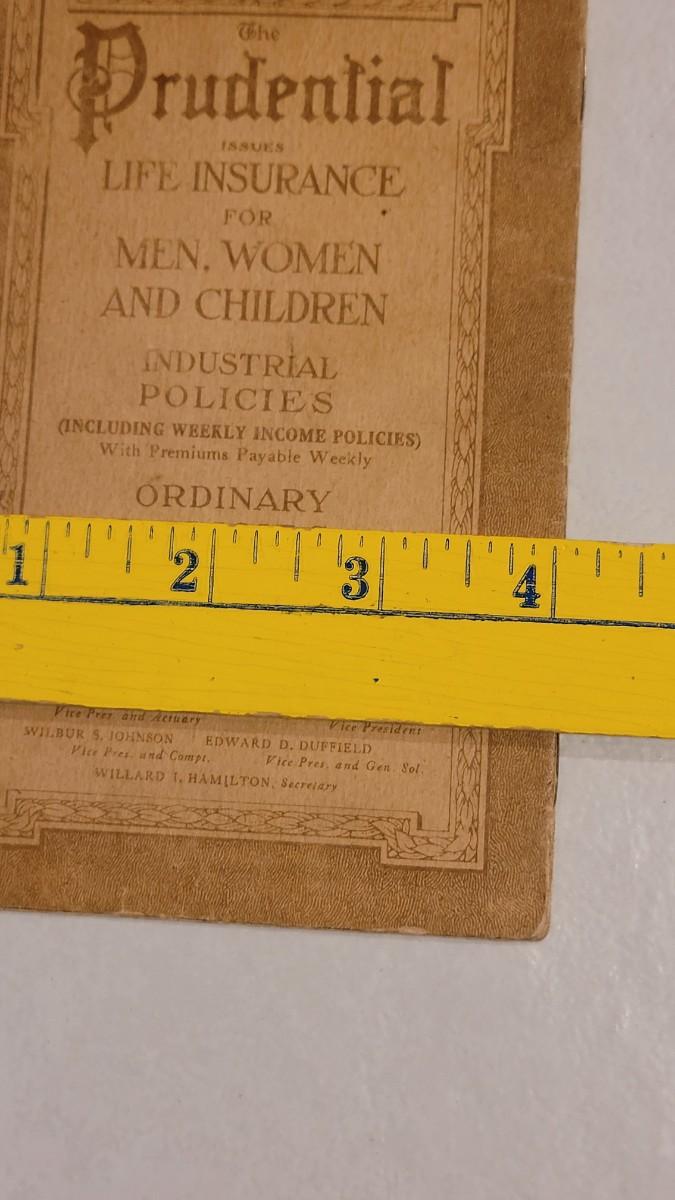 The
Prudential
ISSUES
LIFE INSURANCE
FOR
MEN, WOMEN
AND CHILDREN
INDUSTRIAL
POLICIES
(INCLUDING WEEKLY INCOME POLICIES)
With Premiums Payable Weekly
ORDINARY
1 2 3 4
Vice Pres. and Actuary Vice President
WILBUR S. JOHNSON EDWARD D. DUFFIELD
Vice Pres. and Compt. Vice Pres. and Gen. Sol.
WILLARD I. HAMILTON, Secretary